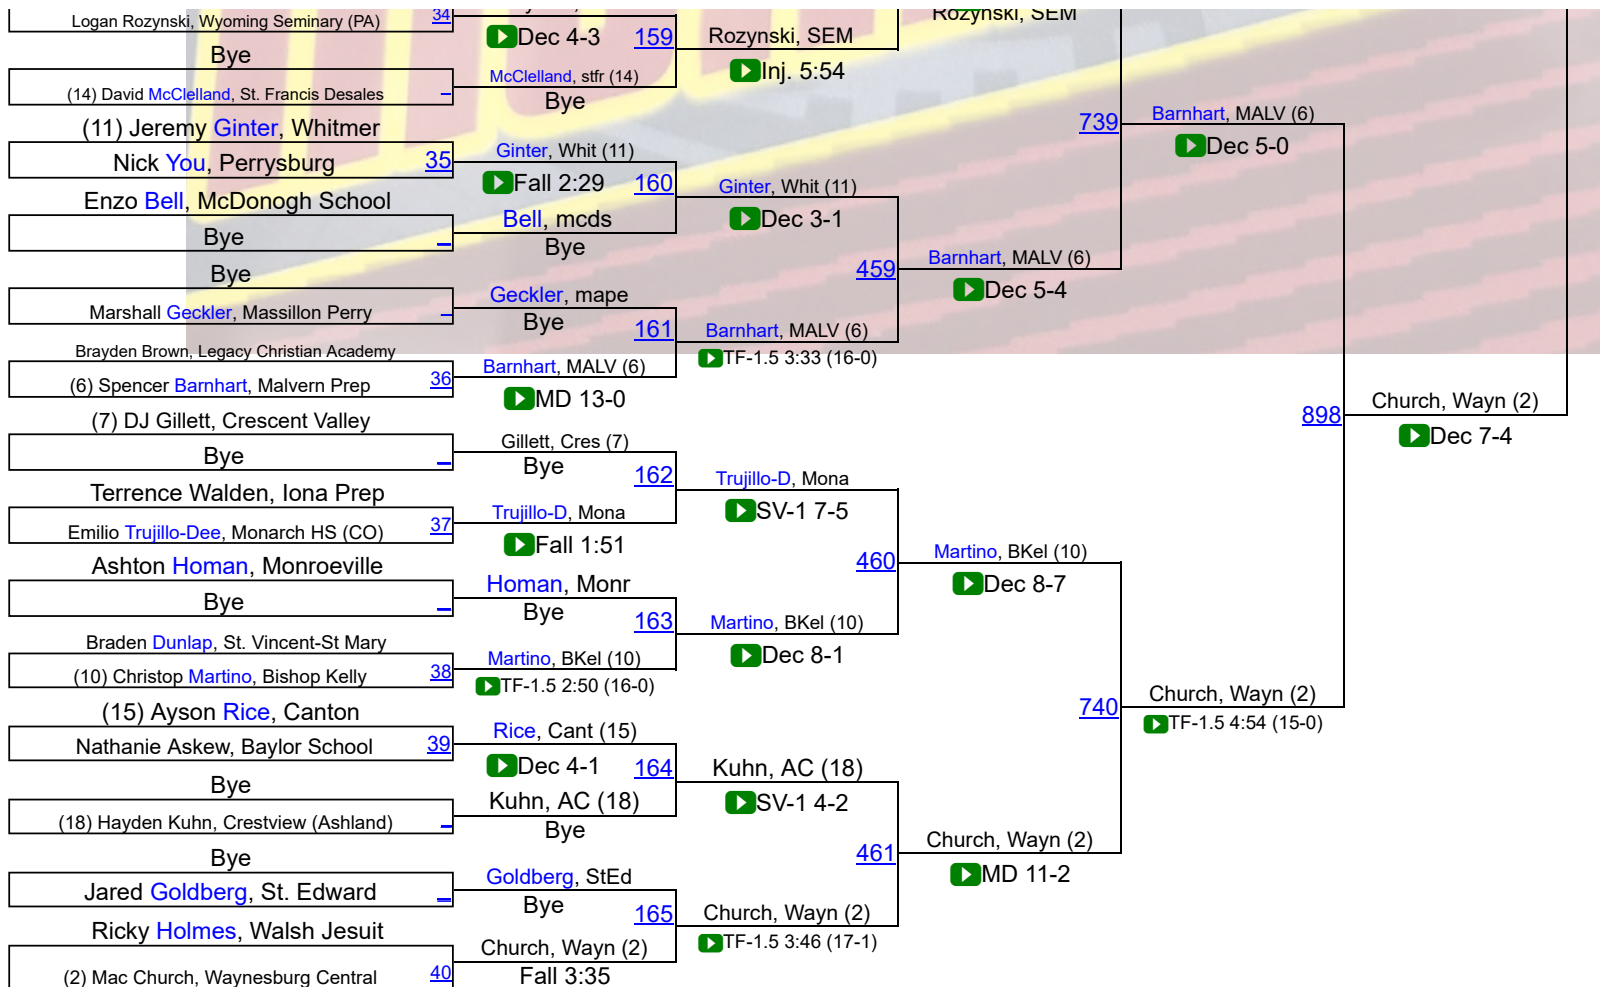 Logan Rozynski, Wyoming Seminary (PA)
34
Bye
(14) David McClelland, St. Francis Desales
(11) Jeremy Ginter, Whitmer
Nick You, Perrysburg
35
Enzo Bell, McDonogh School
Bye
Bye
Marshall Geckler, Massillon Perry
Brayden Brown, Legacy Christian Academy
(6) Spencer Barnhart, Malvern Prep
36
(7) DJ Gillett, Crescent Valley
Bye
Terrence Walden, Iona Prep
Emilio Trujillo-Dee, Monarch HS (CO)
37
Ashton Homan, Monroeville
Bye
Braden Dunlap, St. Vincent-St Mary
(10) Christop Martino, Bishop Kelly
38
(15) Ayson Rice, Canton
Nathanie Askew, Baylor School
39
Bye
(18) Hayden Kuhn, Crestview (Ashland)
Bye
Jared Goldberg, St. Edward
Ricky Holmes, Walsh Jesuit
(2) Mac Church, Waynesburg Central
40
Dec 4-3
159
McClelland, stfr (14)
Bye
Ginter, Whit (11)
Fall 2:29
160
Bell, mcds
Bye
Geckler, mape
Bye
161
Barnhart, MALV (6)
MD 13-0
Gillett, Cres (7)
Bye
162
Trujillo-D, Mona
Fall 1:51
Homan, Monr
Bye
163
Martino, BKel (10)
TF-1.5 2:50 (16-0)
Rice, Cant (15)
Dec 4-1
164
Kuhn, AC (18)
Bye
Goldberg, StEd
Bye
165
Church, Wayn (2)
Fall 3:35
Rozynski, SEM
Inj. 5:54
Ginter, Whit (11)
Dec 3-1
459
Barnhart, MALV (6)
TF-1.5 3:33 (16-0)
Trujillo-D, Mona
SV-1 7-5
460
Martino, BKel (10)
Dec 8-1
Kuhn, AC (18)
SV-1 4-2
461
Church, Wayn (2)
TF-1.5 3:46 (17-1)
Rozynski, SEM
739
Barnhart, MALV (6)
Dec 5-4
Martino, BKel (10)
Dec 8-7
740
Church, Wayn (2)
MD 11-2
Barnhart, MALV (6)
Dec 5-0
898
Church, Wayn (2)
TF-1.5 4:54 (15-0)
Church, Wayn (2)
Dec 7-4